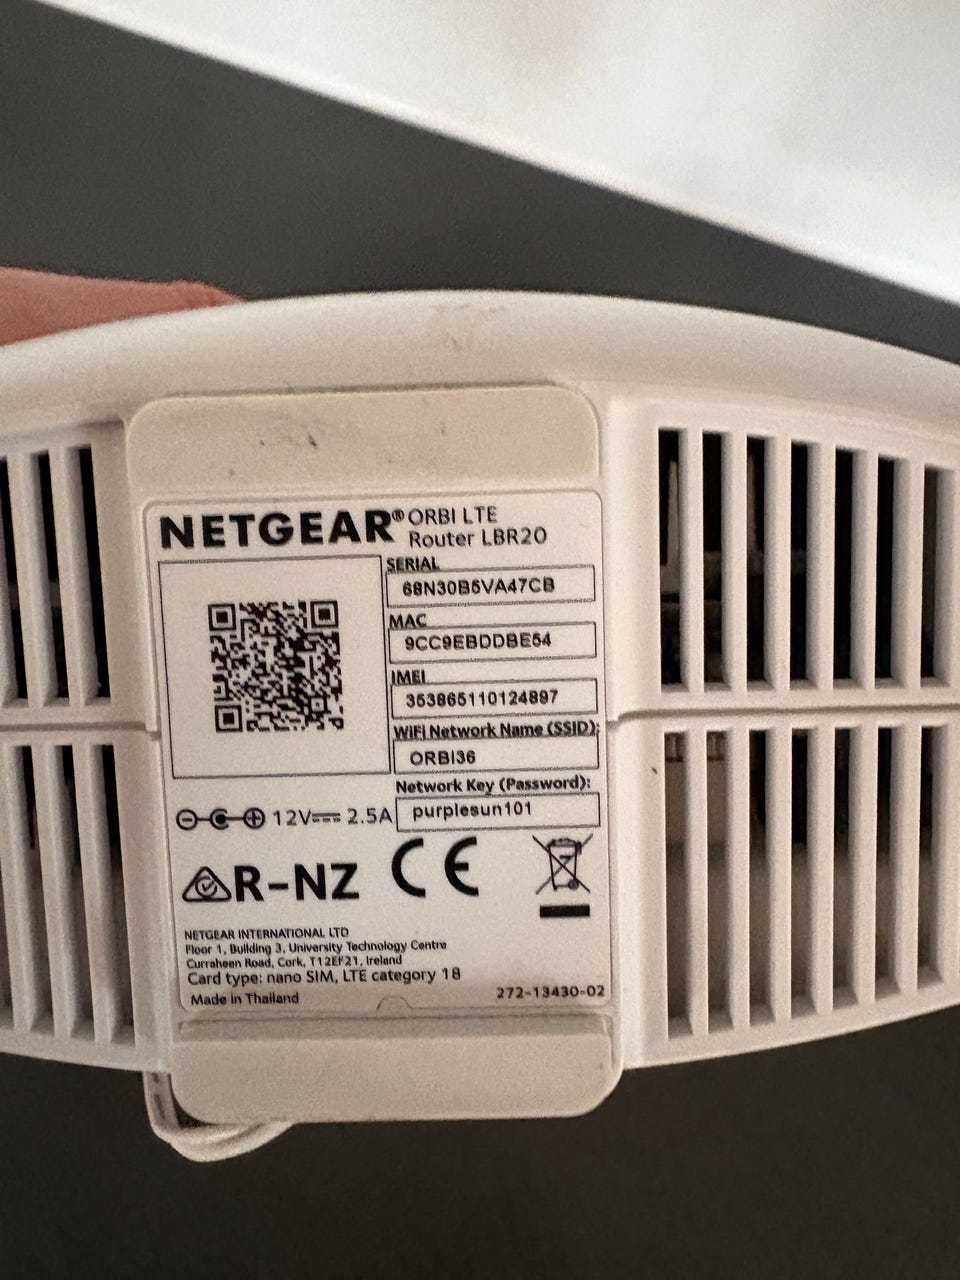 NETGEAR® ORBI LTE
Router LBR20
SERIAL
68N30B5VA47CB
MAC
9CC9EBDDBE54
IMEI
353865110124897
WiFi Network Name (SSID):
ORBI36
Network Key (Password):
purplesun101
12V 2.5A
R-NZ CE
NETGEAR INTERNATIONAL LTD
Floor 1, Building 3, University Technology Centre
Curraheen Road, Cork, T12EF21, Ireland
Card type: nano SIM, LTE category 18
Made in Thailand
272-13430-02